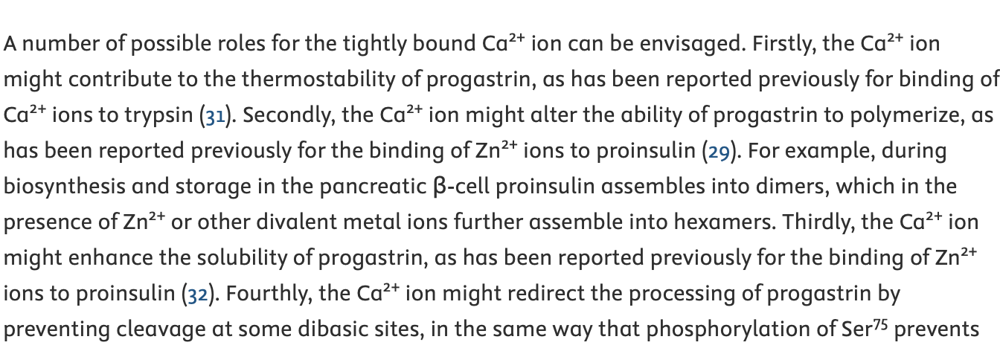 A number of possible roles for the tightly bound Ca²⁺ ion can be envisaged. Firstly, the Ca²⁺ ion
might contribute to the thermostability of progastrin, as has been reported previously for binding of
Ca²⁺ ions to trypsin (31). Secondly, the Ca²⁺ ion might alter the ability of progastrin to polymerize, as
has been reported previously for the binding of Zn²⁺ ions to proinsulin (29). For example, during
biosynthesis and storage in the pancreatic β-cell proinsulin assembles into dimers, which in the
presence of Zn²⁺ or other divalent metal ions further assemble into hexamers. Thirdly, the Ca²⁺ ion
might enhance the solubility of progastrin, as has been reported previously for the binding of Zn²⁺
ions to proinsulin (32). Fourthly, the Ca²⁺ ion might redirect the processing of progastrin by
preventing cleavage at some dibasic sites, in the same way that phosphorylation of Ser⁷⁵ prevents